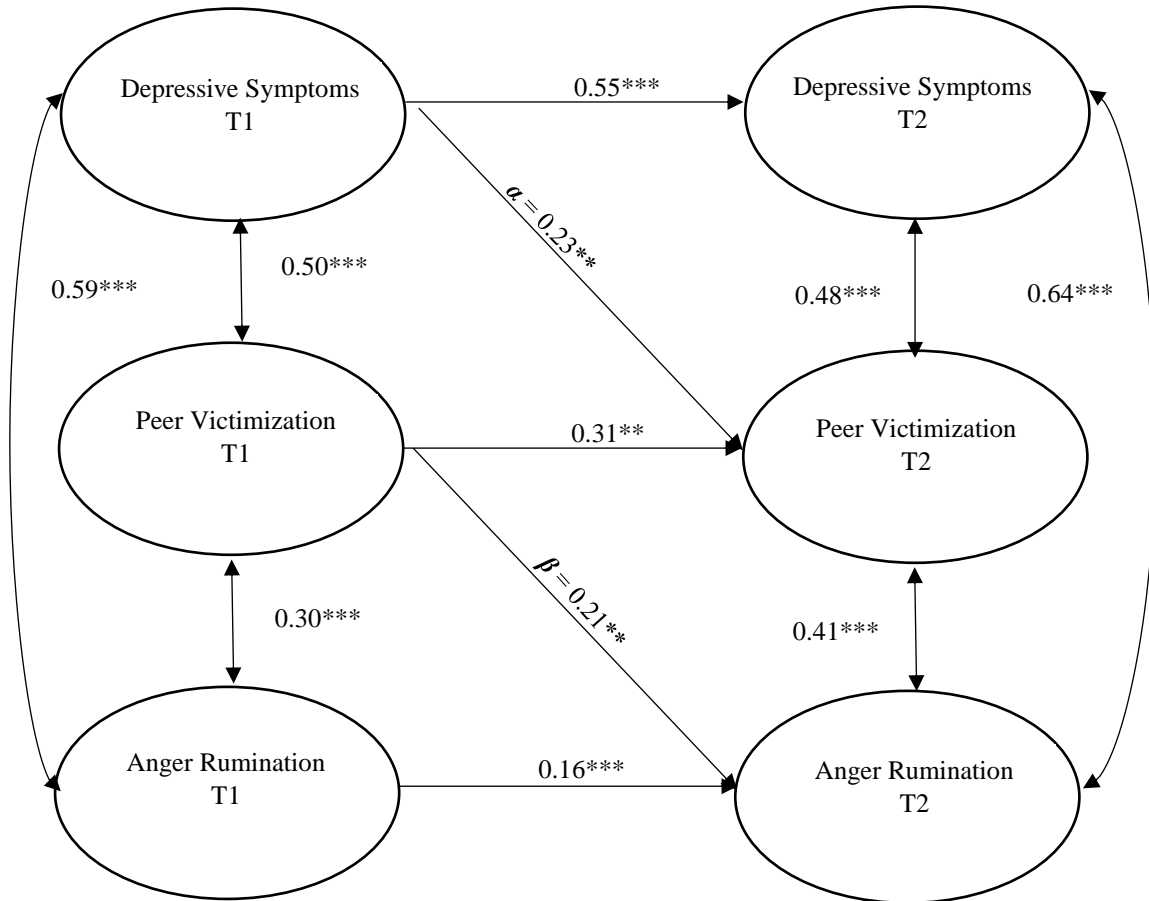 Depressive Symptoms
T1
0.55***
Depressive Symptoms
T2
α = 0.23**
0.59***
0.50***
0.48***
0.64***
Peer Victimization
T1
0.31**
Peer Victimization
T2
β = 0.21**
0.30***
0.41***
Anger Rumination
T1
0.16***
Anger Rumination
T2